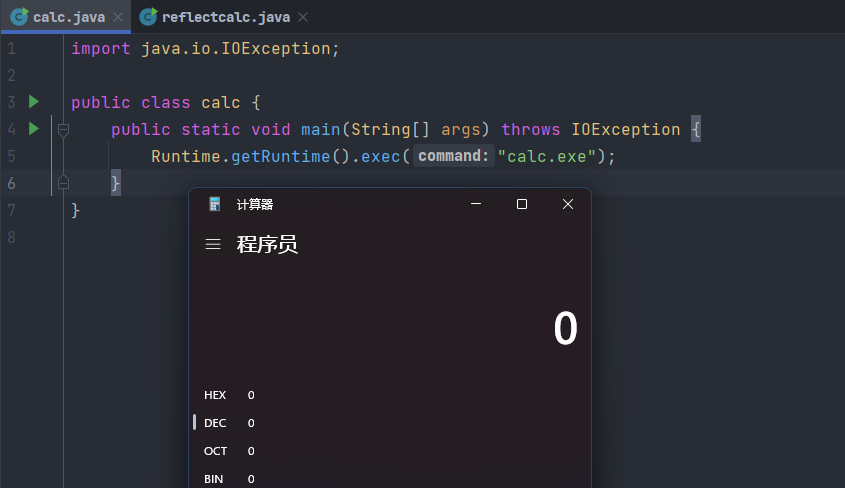 calc.java reflectcalc.java
1 import java.io.IOException;
2
3 public class calc {
4 public static void main(String[] args) throws IOException {
5 Runtime.getRuntime().exec( command: "calc.exe");
6 }
7 }
8
计算器
程序员
0
HEX 0
DEC 0
OCT 0
BIN 0